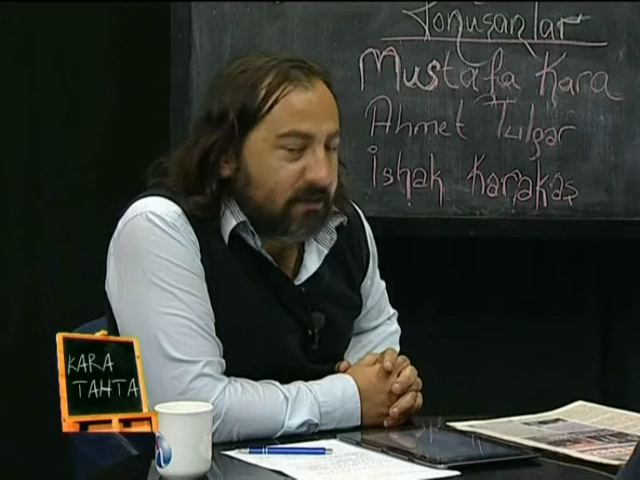 Konuşanlar
Mustafa Kara
Ahmet Tulgar
İshak Karakaş
KARA
TAHTA